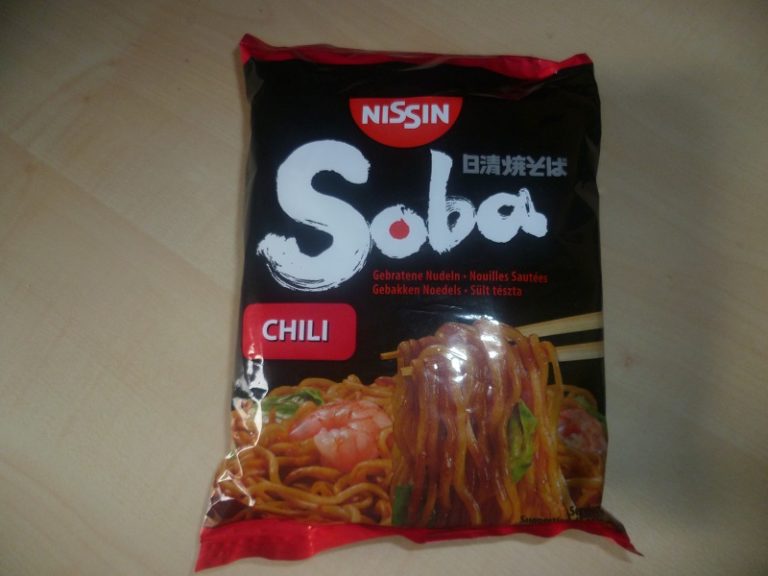 NISSIN
Soba
日清焼そば
Gebratene Nudeln • Nouilles Sautées
Gebakken Noedels • Sült tészta
CHILI